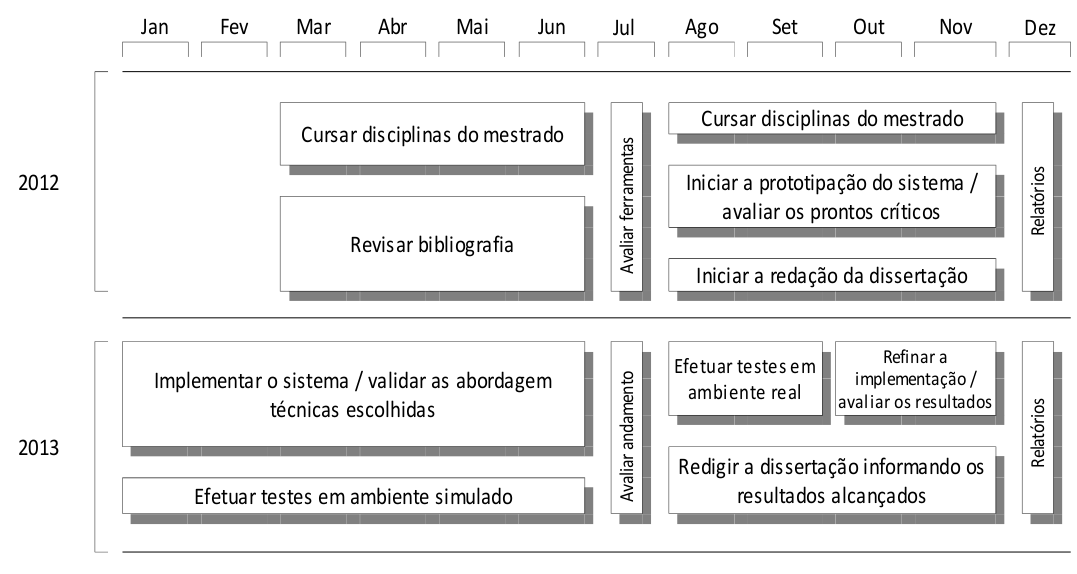 Jan Fev Mar Abr Mai Jun Jul Ago Set Out Nov Dez
2012
Cursar disciplinas do mestrado
Revisar bibliografia
Avaliar ferramentas
Cursar disciplinas do mestrado
Iniciar a prototipação do sistema /
avaliar os prontos críticos
Iniciar a redação da dissertação
Relatórios
2013
Implementar o sistema / validar as abordagem
técnicas escolhidas
Efetuar testes em ambiente simulado
Avaliar andamento
Efetuar testes em
ambiente real
Refinar a
implementação /
avaliar os resultados
Redigir a dissertação informando os
resultados alcançados
Relatórios